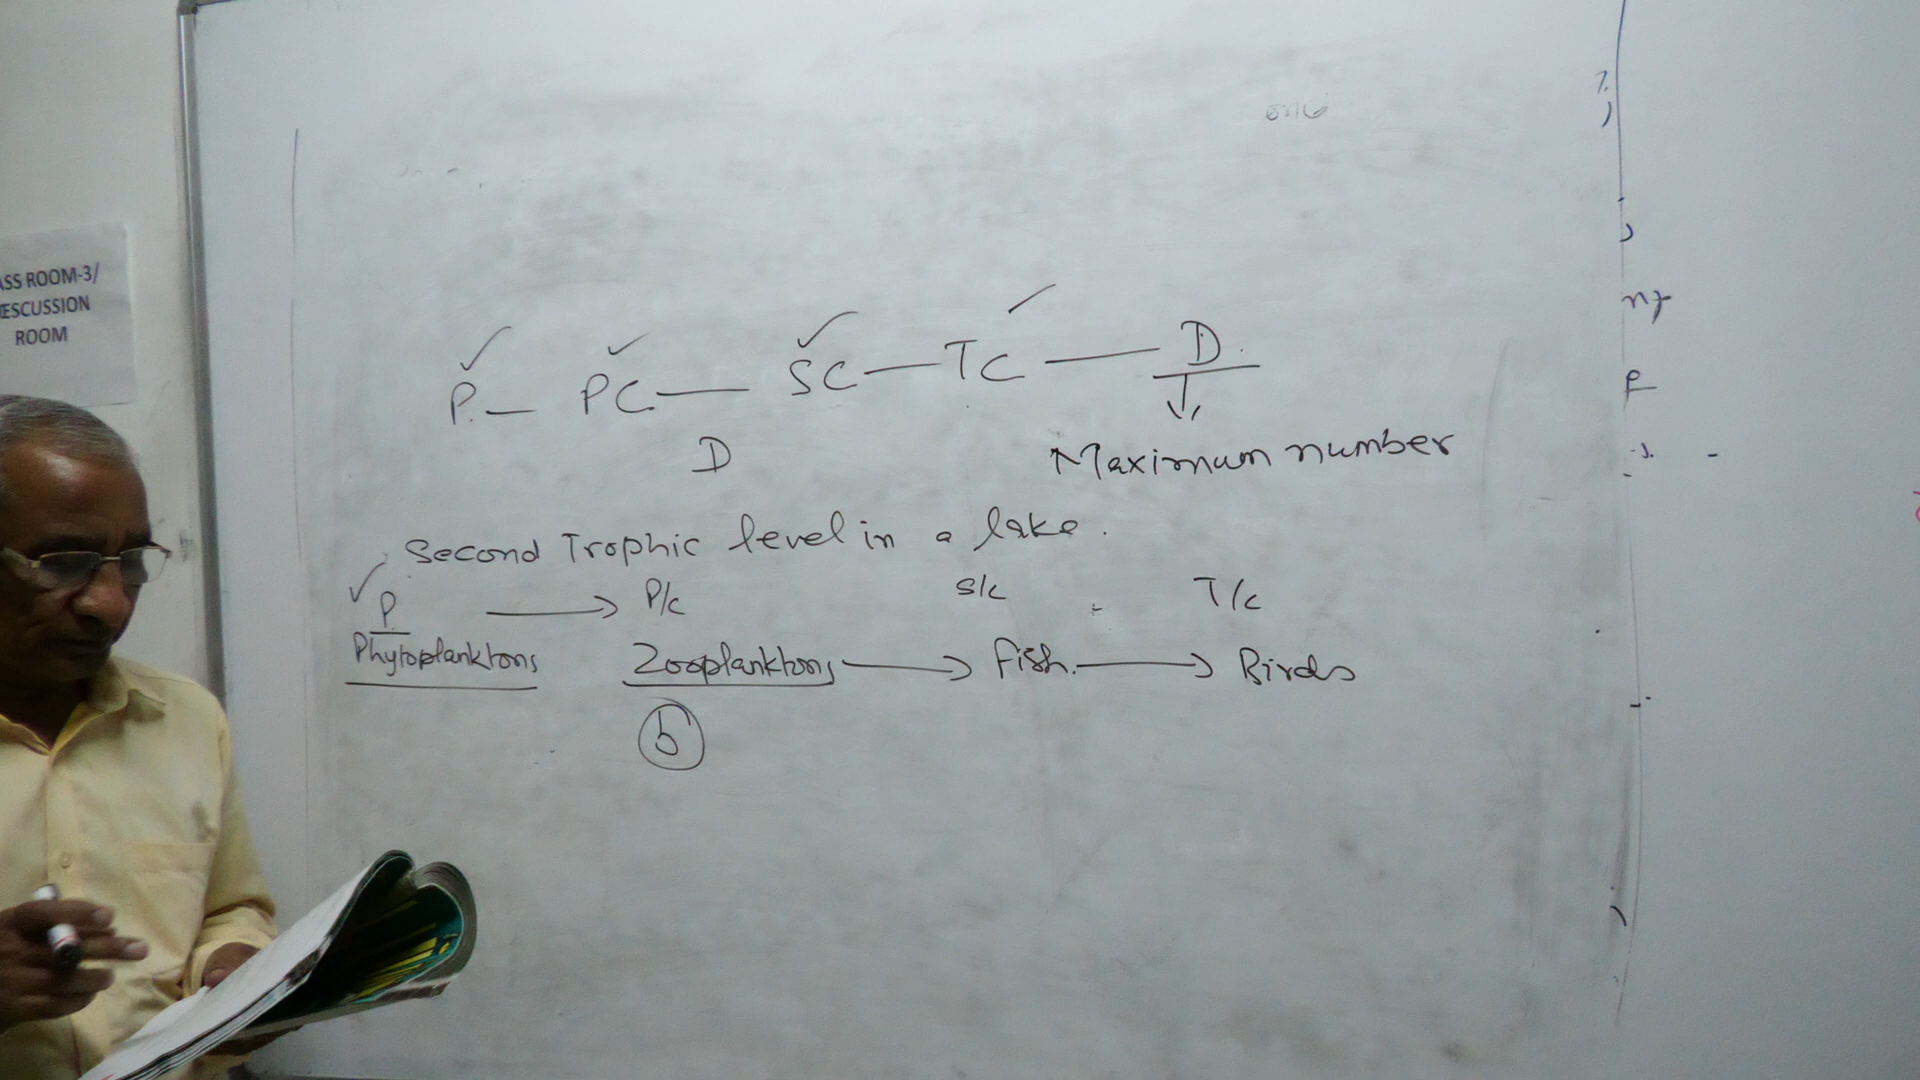 ASS ROOM-3/
ESCUSSION
ROOM
P. — PC — SC — TC — D.
D
Maximum number
Second Trophic level in a lake.
P → P/c S/c T/c
Phytoplanktons Zooplanktons → Fish. → Birds
b